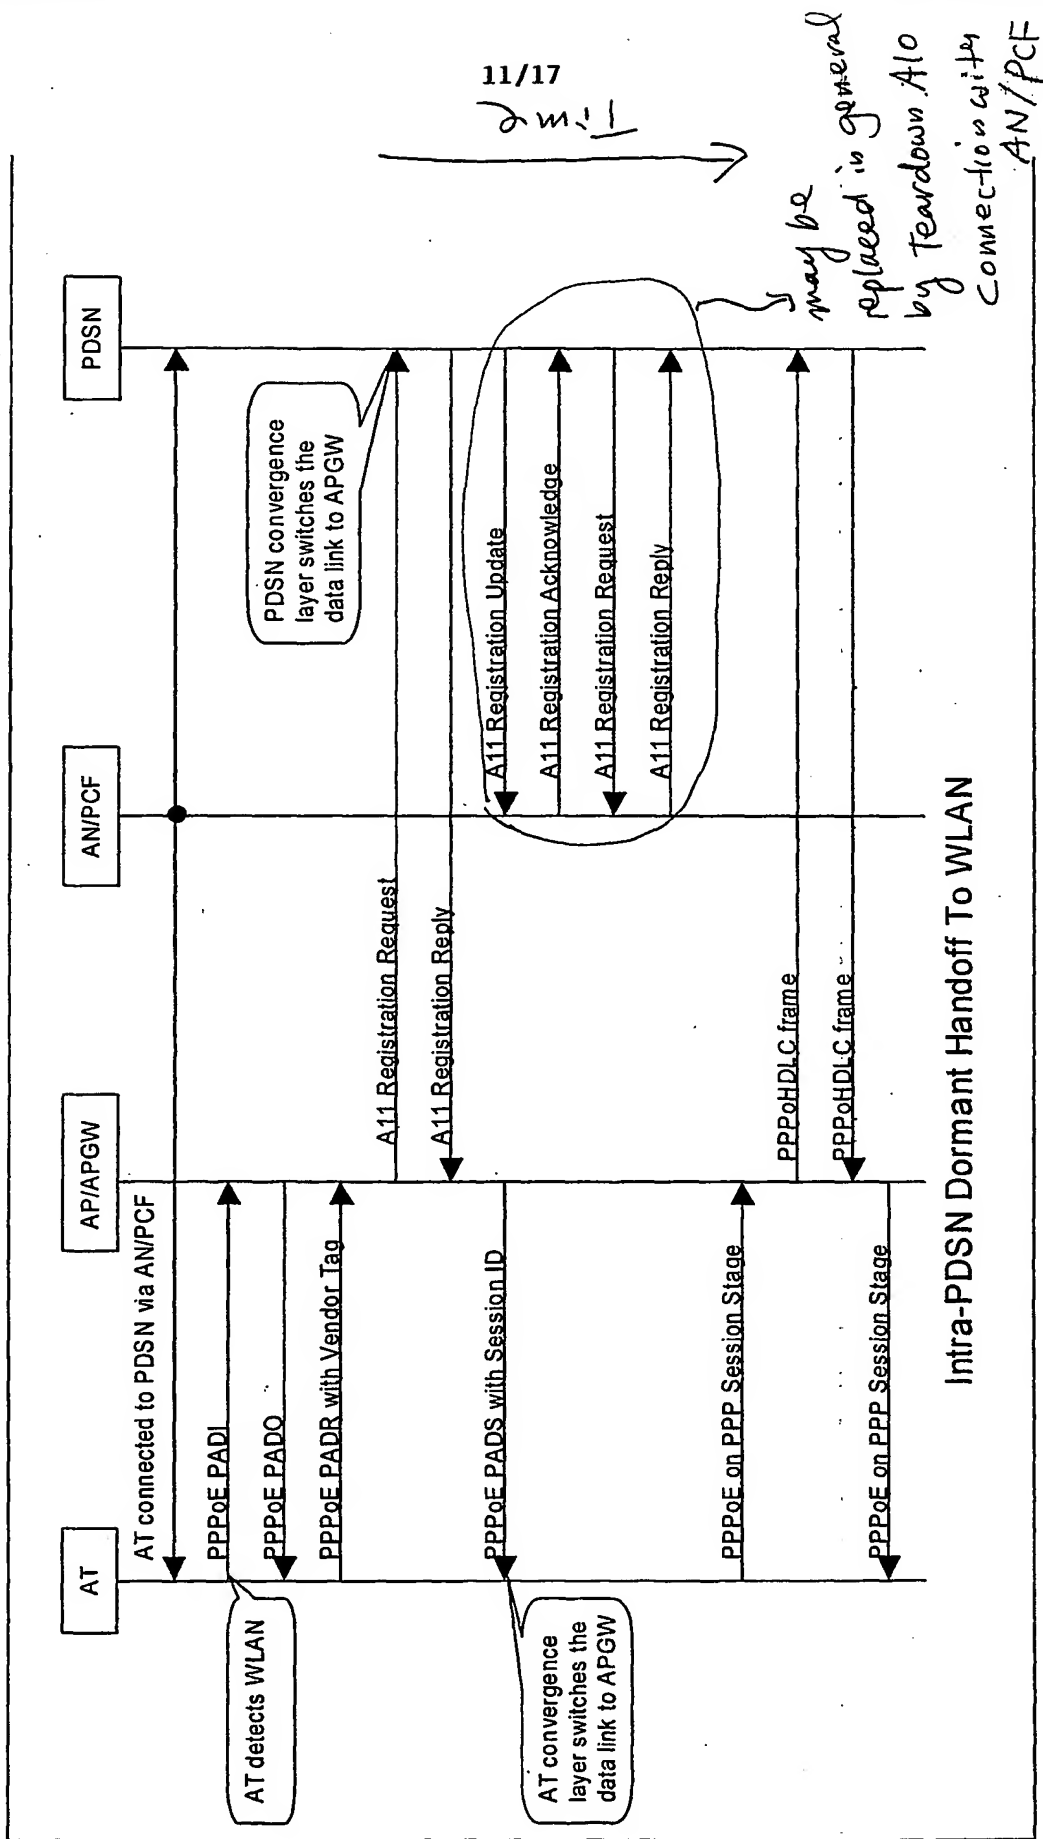 11/17
Time
AT
AP/APGW
AN/PCF
PDSN
AT connected to PDSN via AN/PCF
PPPoE PADI
AT detects WLAN
PPPoE PADO
PPPoE PADR with Vendor Tag
A11 Registration Request
PDSN convergence
layer switches the
data link to APGW
A11 Registration Reply
PPPoE PADS with Session ID
AT convergence
layer switches the
data link to APGW
A11 Registration Update
A11 Registration Acknowledge
A11 Registration Request
A11 Registration Reply
may be
replaced in general
by Teardown A10
Connection with
AN/PCF
PPPoE on PPP Session Stage
PPPoHDLC frame
PPPoHDLC frame
PPPoE on PPP Session Stage
Intra-PDSN Dormant Handoff To WLAN